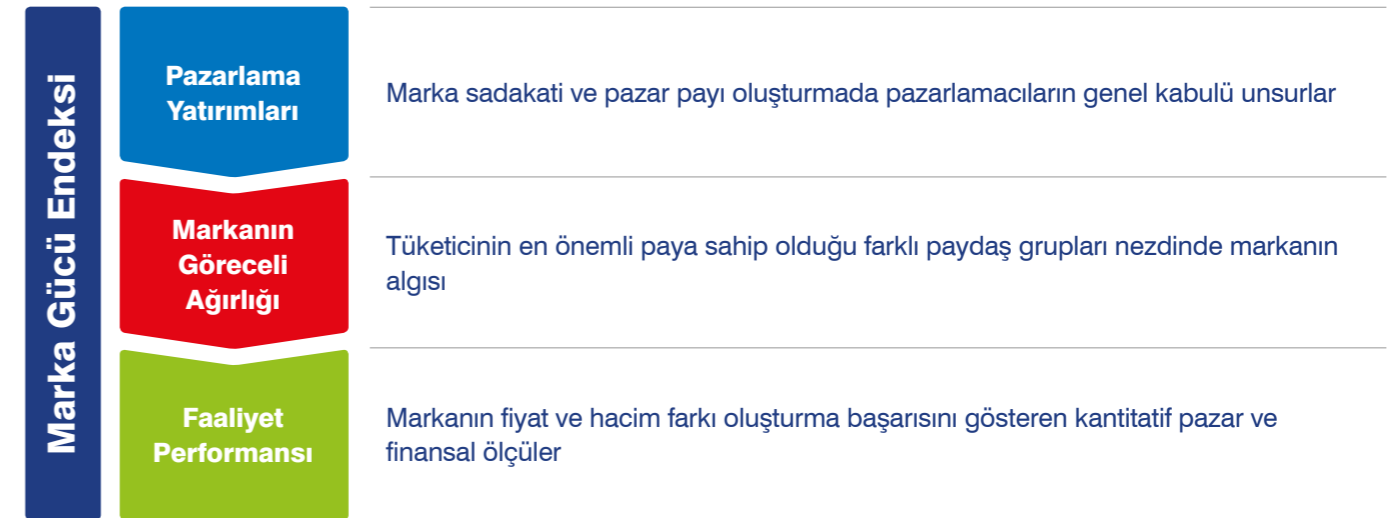 Marka Gücü Endeksi
Pazarlama
Yatırımları
Marka sadakati ve pazar payı oluşturmada pazarlamacıların genel kabulü unsurlar
Markanın
Göreceli
Ağırlığı
Tüketicinin en önemli paya sahip olduğu farklı paydaş grupları nezdinde markanın
algısı
Faaliyet
Performansı
Markanın fiyat ve hacim farkı oluşturma başarısını gösteren kantitatif pazar ve
finansal ölçüler